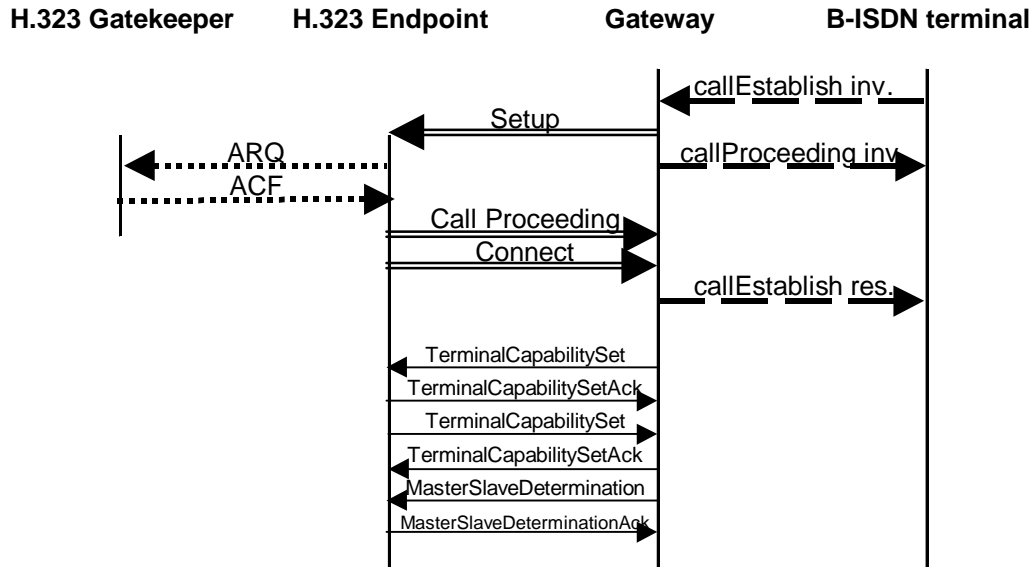 H.323 Gatekeeper H.323 Endpoint Gateway B-ISDN terminal
callEstablish inv.
Setup
ARQ callProceeding inv.
ACF
Call Proceeding
Connect
callEstablish res.
TerminalCapabilitySet
TerminalCapabilitySetAck
TerminalCapabilitySet
TerminalCapabilitySetAck
MasterSlaveDetermination
MasterSlaveDeterminationAck